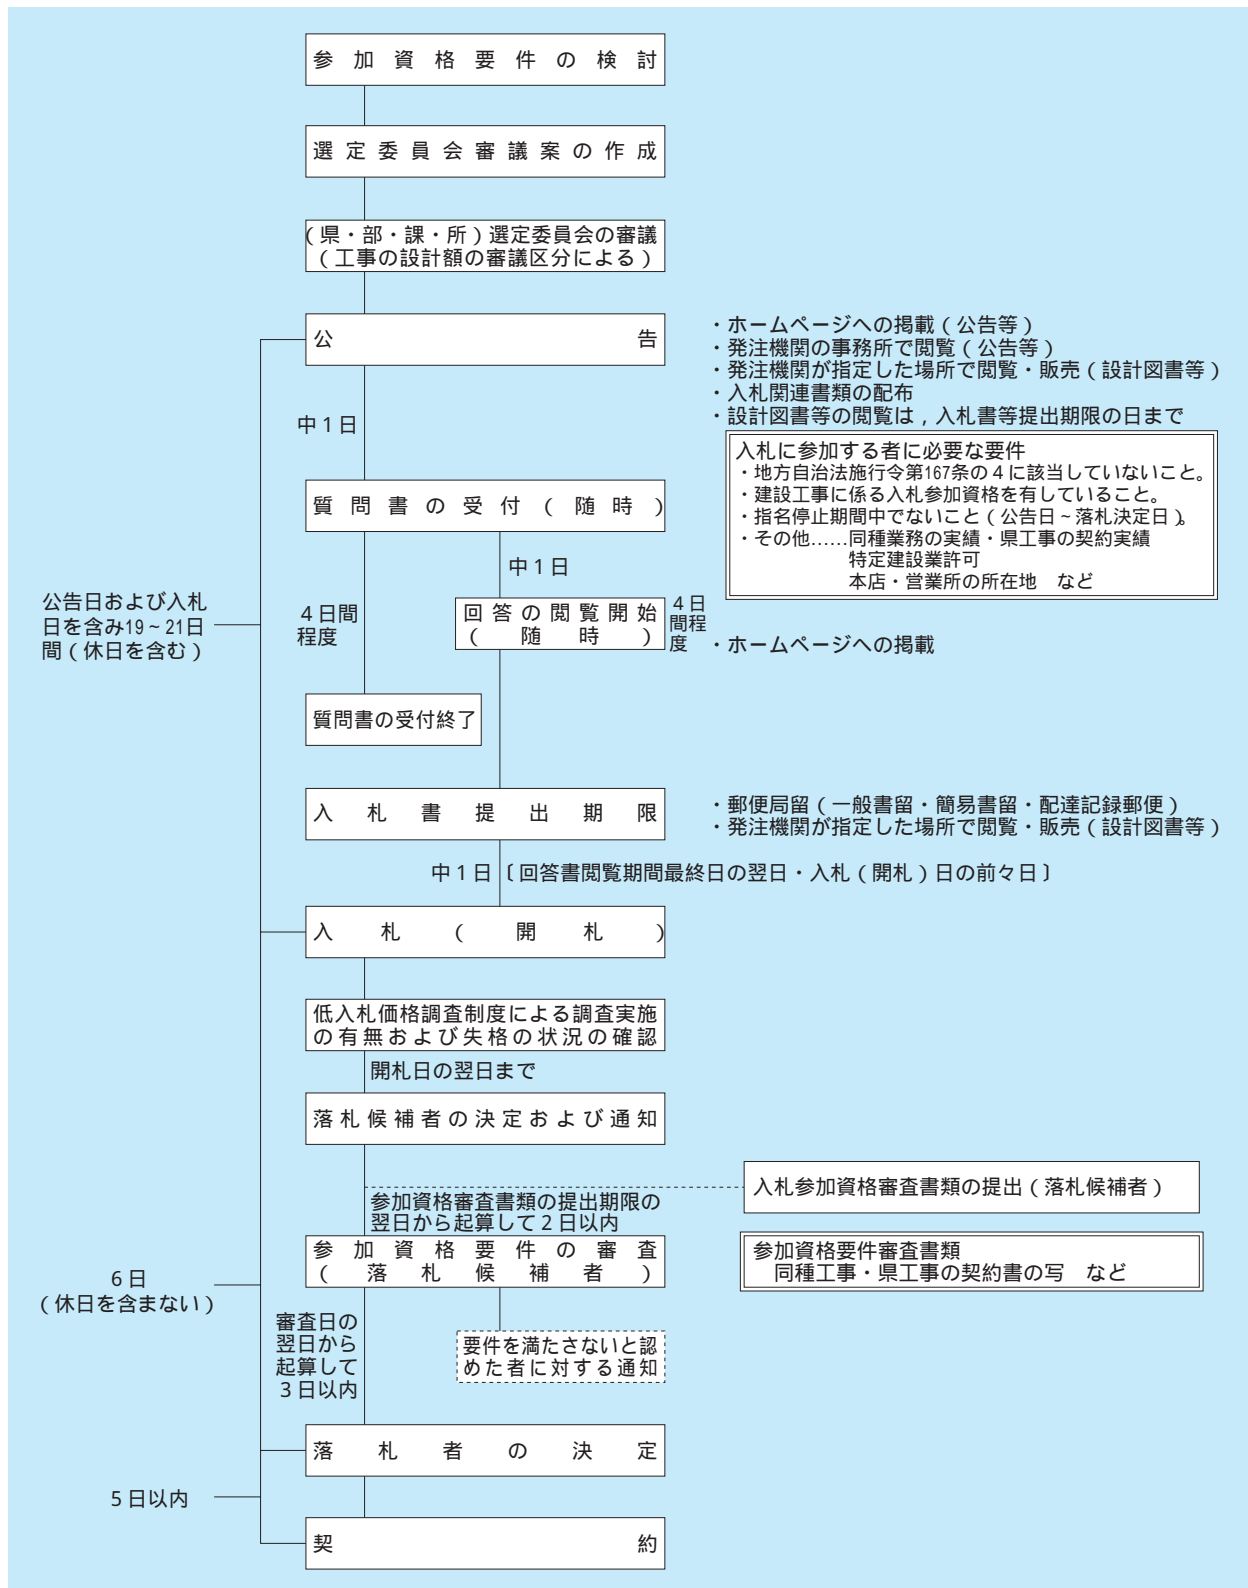 参加資格要件の検討
選定委員会審議案の作成
(県・部・課・所)選定委員会の審議
(工事の設計額の審議区分による)
公告
・ホームページへの掲載(公告等)
・発注機関の事務所で閲覧(公告等)
・発注機関が指定した場所で閲覧・販売(設計図書等)
・入札関連書類の配布
・設計図書等の閲覧は,入札書等提出期限の日まで
中1日
入札に参加する者に必要な要件
・地方自治法施行令第167条の4に該当していないこと。
・建設工事に係る入札参加資格を有していること。
・指名停止期間中でないこと(公告日~落札決定日)。
・その他……同種業務の実績・県工事の契約実績
特定建設業許可
本店・営業所の所在地 など
質問書の受付(随時)
中1日
公告日および入札
日を含み19~21日
間(休日を含む)
4日間
程度
回答の閲覧開始
(随時)
4日
間程
度
・ホームページへの掲載
質問書の受付終了
入札書提出期限
・郵便局留(一般書留・簡易書留・配達記録郵便)
・発注機関が指定した場所で閲覧・販売(設計図書等)
中1日〔回答書閲覧期間最終日の翌日・入札(開札)日の前々日〕
入札(開札)
低入札価格調査制度による調査実施
の有無および失格の状況の確認
開札日の翌日まで
落札候補者の決定および通知
入札参加資格審査書類の提出(落札候補者)
参加資格審査書類の提出期限の
翌日から起算して2日以内
参加資格要件の審査
(落札候補者)
参加資格要件審査書類
同種工事・県工事の契約書の写 など
6日
(休日を含まない)
審査日の
翌日から
起算して
3日以内
要件を満たさないと認
めた者に対する通知
落札者の決定
5日以内
契約